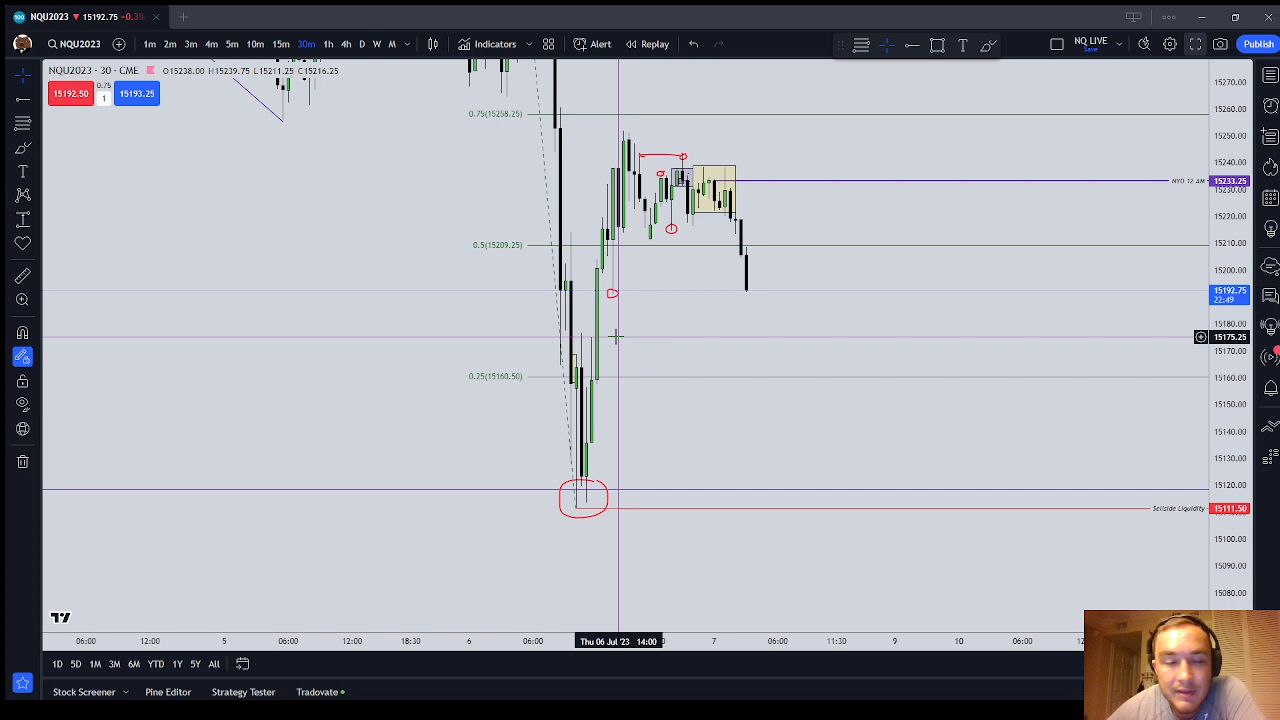 100 NQU2023 ▼ 15192.75 −0.3%
NQU2023 1m 2m 3m 4m 5m 10m 15m 30m 1h 4h D W M Indicators Alert Replay NQ LIVE Save Publish
NQU2023 · 30 · CME O15238.00 H15239.75 L15211.25 C15216.25
15192.50 0.75 1 15193.25
0.75(15258.25)
0.5(15209.25)
0.25(15160.50)
NYO 12 AM
Sellside Liquidity
15270.00
15260.00
15250.00
15240.00
15233.25
15230.00
15220.00
15210.00
15200.00
15192.75
22:49
15180.00
15175.25
15170.00
15160.00
15150.00
15140.00
15130.00
15120.00
15111.50
15100.00
15090.00
15080.00
06:00 12:00 5 06:00 12:00 18:30 6 06:00 Thu 06 Jul '23 14:00 7 06:00 11:30 9 10 06:00
1D 5D 1M 3M 6M YTD 1Y 5Y All
Stock Screener Pine Editor Strategy Tester Tradovate